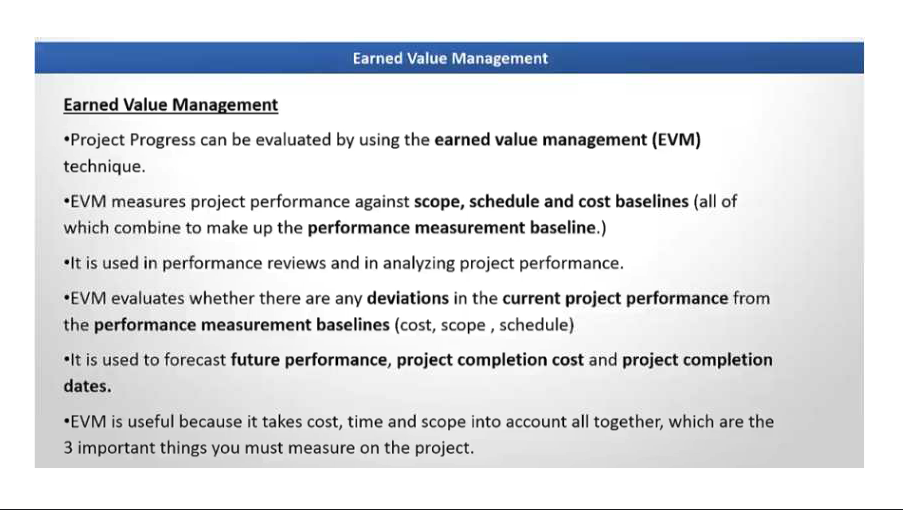 Earned Value Management
Earned Value Management
•Project Progress can be evaluated by using the earned value management (EVM)
technique.
•EVM measures project performance against scope, schedule and cost baselines (all of
which combine to make up the performance measurement baseline.)
•It is used in performance reviews and in analyzing project performance.
•EVM evaluates whether there are any deviations in the current project performance from
the performance measurement baselines (cost, scope , schedule)
•It is used to forecast future performance, project completion cost and project completion
dates.
•EVM is useful because it takes cost, time and scope into account all together, which are the
3 important things you must measure on the project.